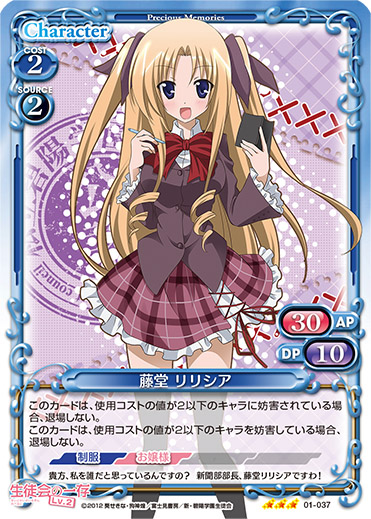 Precious Memories
Character
COST
2
SOURCE
2
30 AP
DP 10
藤堂 リリシア
このカードは、使用コストの値が2以下のキャラに妨害されている場
合、退場しない。
このカードは、使用コストの値が2以下のキャラを妨害している場合、
退場しない。
制服
お嬢様
貴方、私を誰だと思っているんですの? 新聞部部長、藤堂リリシアですわ!
生徒会の一存
Lv.2
01-037